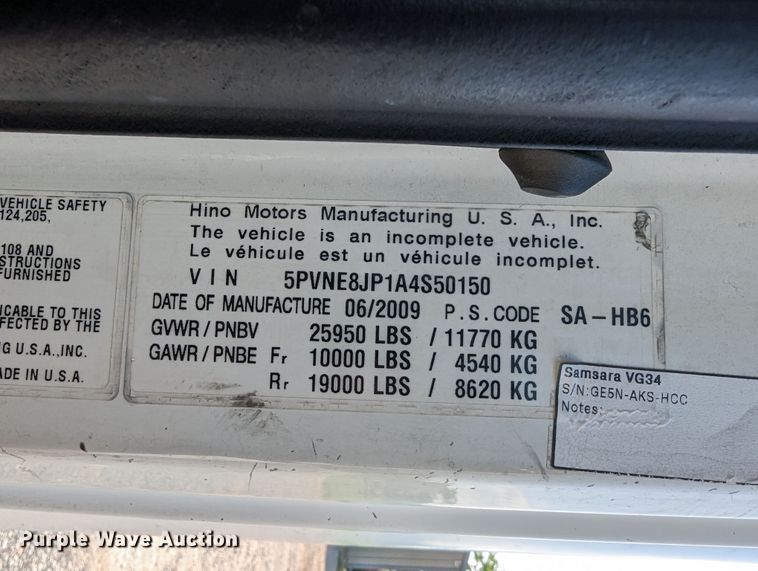 VEHICLE SAFETY
124,205,
108 AND
STRUCTIONS
FURNISHED
ICABLE TO THIS
FECTED BY THE
G U.S.A.,INC.
ADE IN U.S.A.
Hino Motors Manufacturing U. S. A., Inc.
The vehicle is an incomplete vehicle.
Le véhicule est un véhicule incomplet.
VIN 5PVNE8JP1A4S50150
DATE OF MANUFACTURE 06/2009 P.S.CODE SA-HB6
GVWR / PNBV 25950 LBS / 11770 KG
GAWR / PNBE Fr 10000 LBS / 4540 KG
Rr 19000 LBS / 8620 KG
Samsara VG34
S/N:GE5N-AKS-HCC
Notes:
Purple Wave Auction